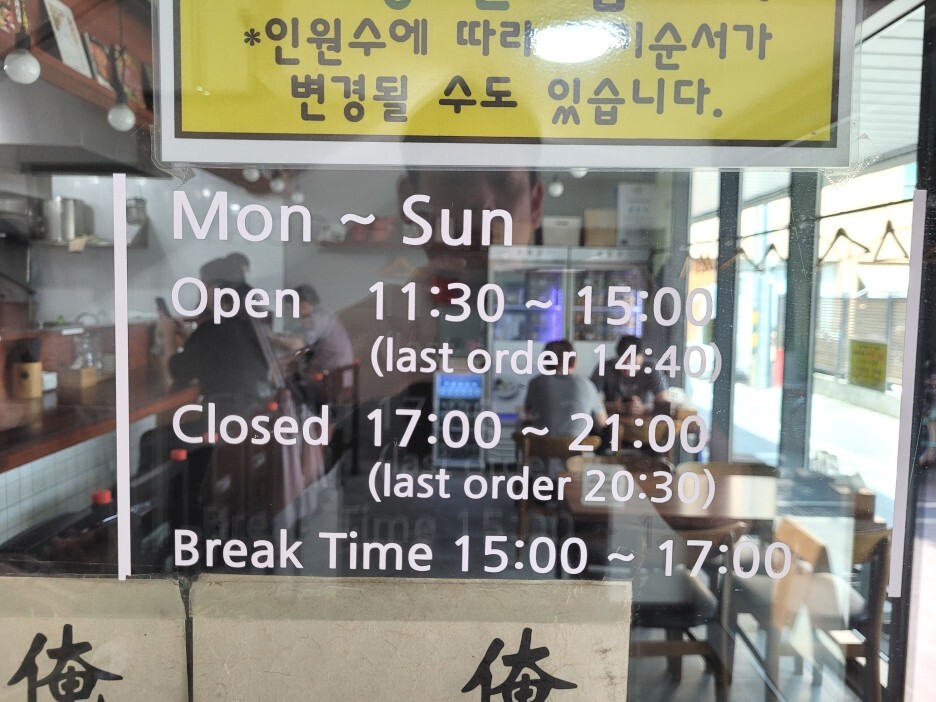 *인원수에
변경될 수도 있습니다.
Mon ~ Sun
Open 11:30 ~ 15:00
(last order 14:40)
Closed 17:00 ~ 21:00
(last order 20:30)
Break Time 15:00 ~ 17:00
俺 俺